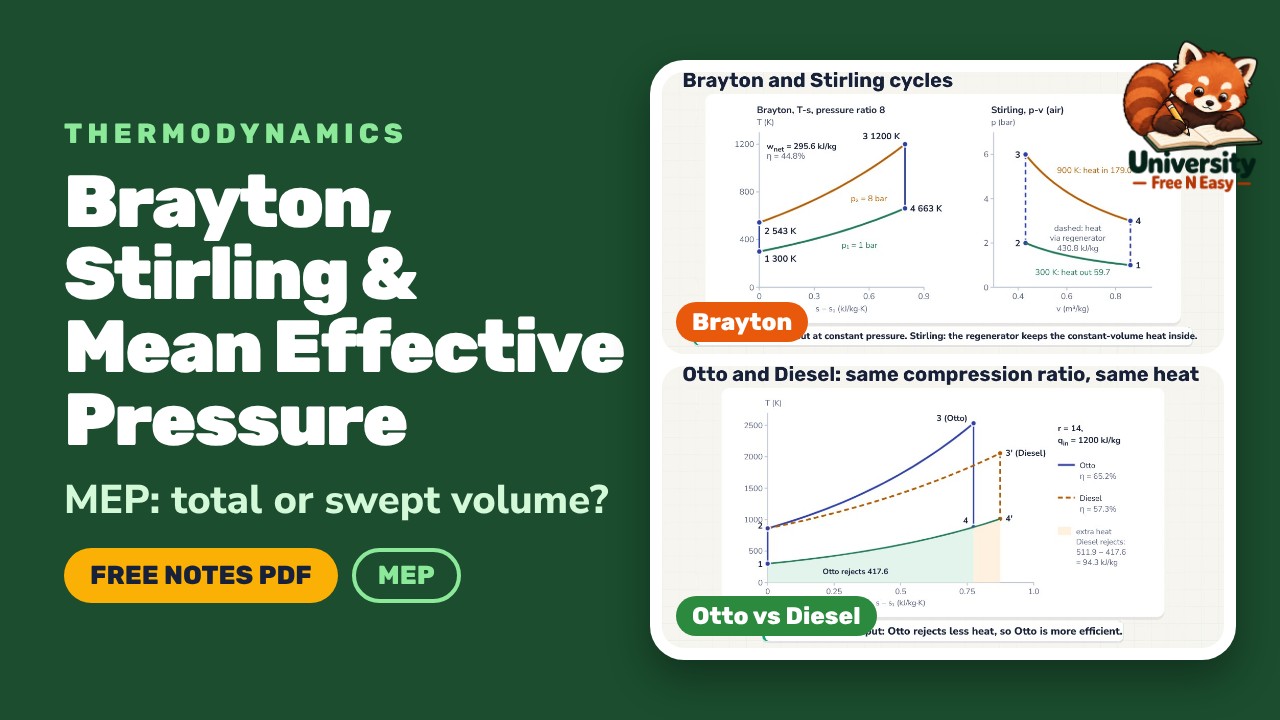 THERMODYNAMICS
Brayton,
Stirling &
Mean Effective
Pressure
MEP: total or swept volume?
FREE NOTES PDF
MEP
Brayton and Stirling cycles
Brayton, T-s, pressure ratio 8
T (K)
1200
800
400
0
0
0.3
0.6
0.9
s − s₁ (kJ/kg·K)
wnet = 295.6 kJ/kg
η = 44.8%
3 1200 K
p₂ = 8 bar
4 663 K
2 543 K
p₁ = 1 bar
1 300 K
Stirling, p-v (air)
p (bar)
6
4
2
0
0.4
0.6
0.8
v (m³/kg)
3
900 K: heat in 179.0
4
dashed: heat
via regenerator
430.8 kJ/kg
2
1
300 K: heat out 59.7
University
Free N Easy
Brayton
at constant pressure. Stirling: the regenerator keeps the constant-volume heat inside.
Otto and Diesel: same compression ratio, same heat
T (K)
2500
2000
1500
1000
500
0
0
0.25
0.5
0.75
1.0
s − s₁ (kJ/kg·K)
3 (Otto)
3' (Diesel)
2
4
4'
1
Otto rejects 417.6
r = 14,
qin = 1200 kJ/kg
Otto
η = 65.2%
Diesel
η = 57.3%
extra heat
Diesel rejects:
511.9 − 417.6
= 94.3 kJ/kg
Otto vs Diesel
Otto rejects less heat, so Otto is more efficient.